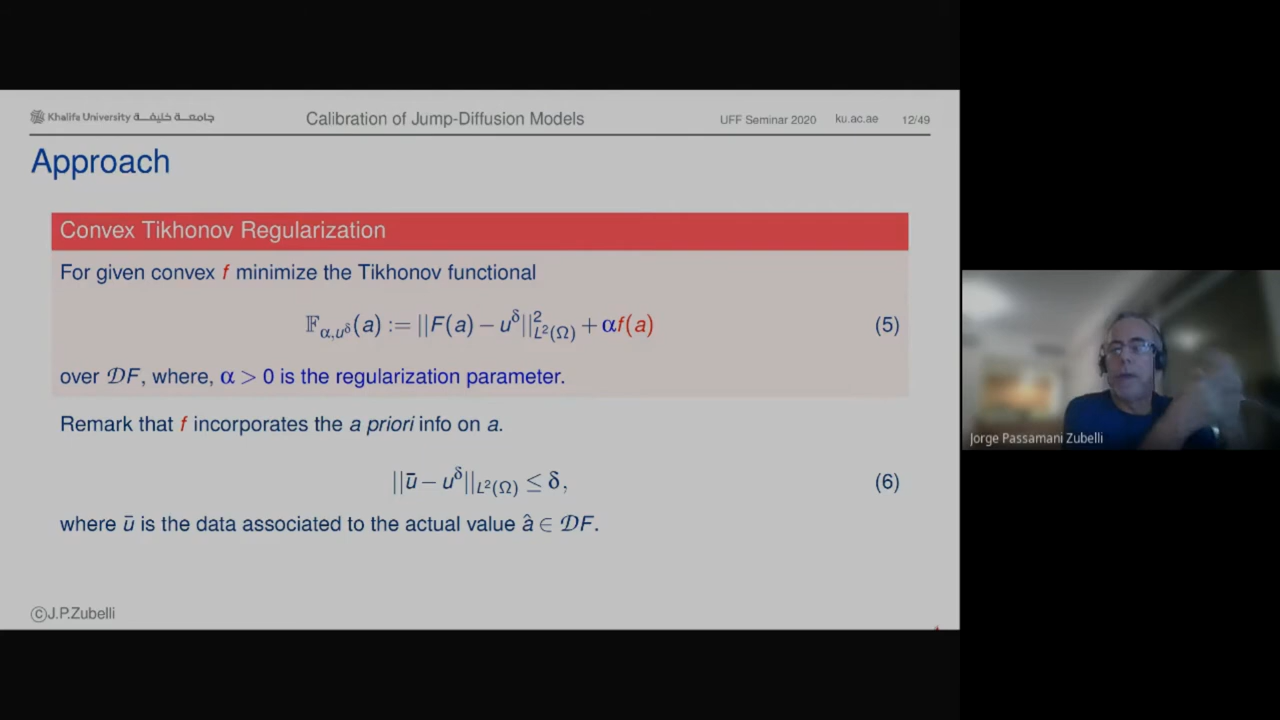 Khalifa University جامعة خليفة
Calibration of Jump-Diffusion Models
UFF Seminar 2020 ku.ac.ae 12/49
Approach
Convex Tikhonov Regularization
For given convex f minimize the Tikhonov functional
𝔽_{α,u^δ}(a) := ||F(a) − u^δ||²_{L²(Ω)} + αf(a) (5)
over 𝒟F, where, α > 0 is the regularization parameter.
Remark that f incorporates the a priori info on a.
||ū − u^δ||_{L²(Ω)} ≤ δ, (6)
where ū is the data associated to the actual value â ∈ 𝒟F.
©J.P.Zubelli
Jorge Passamani Zubelli